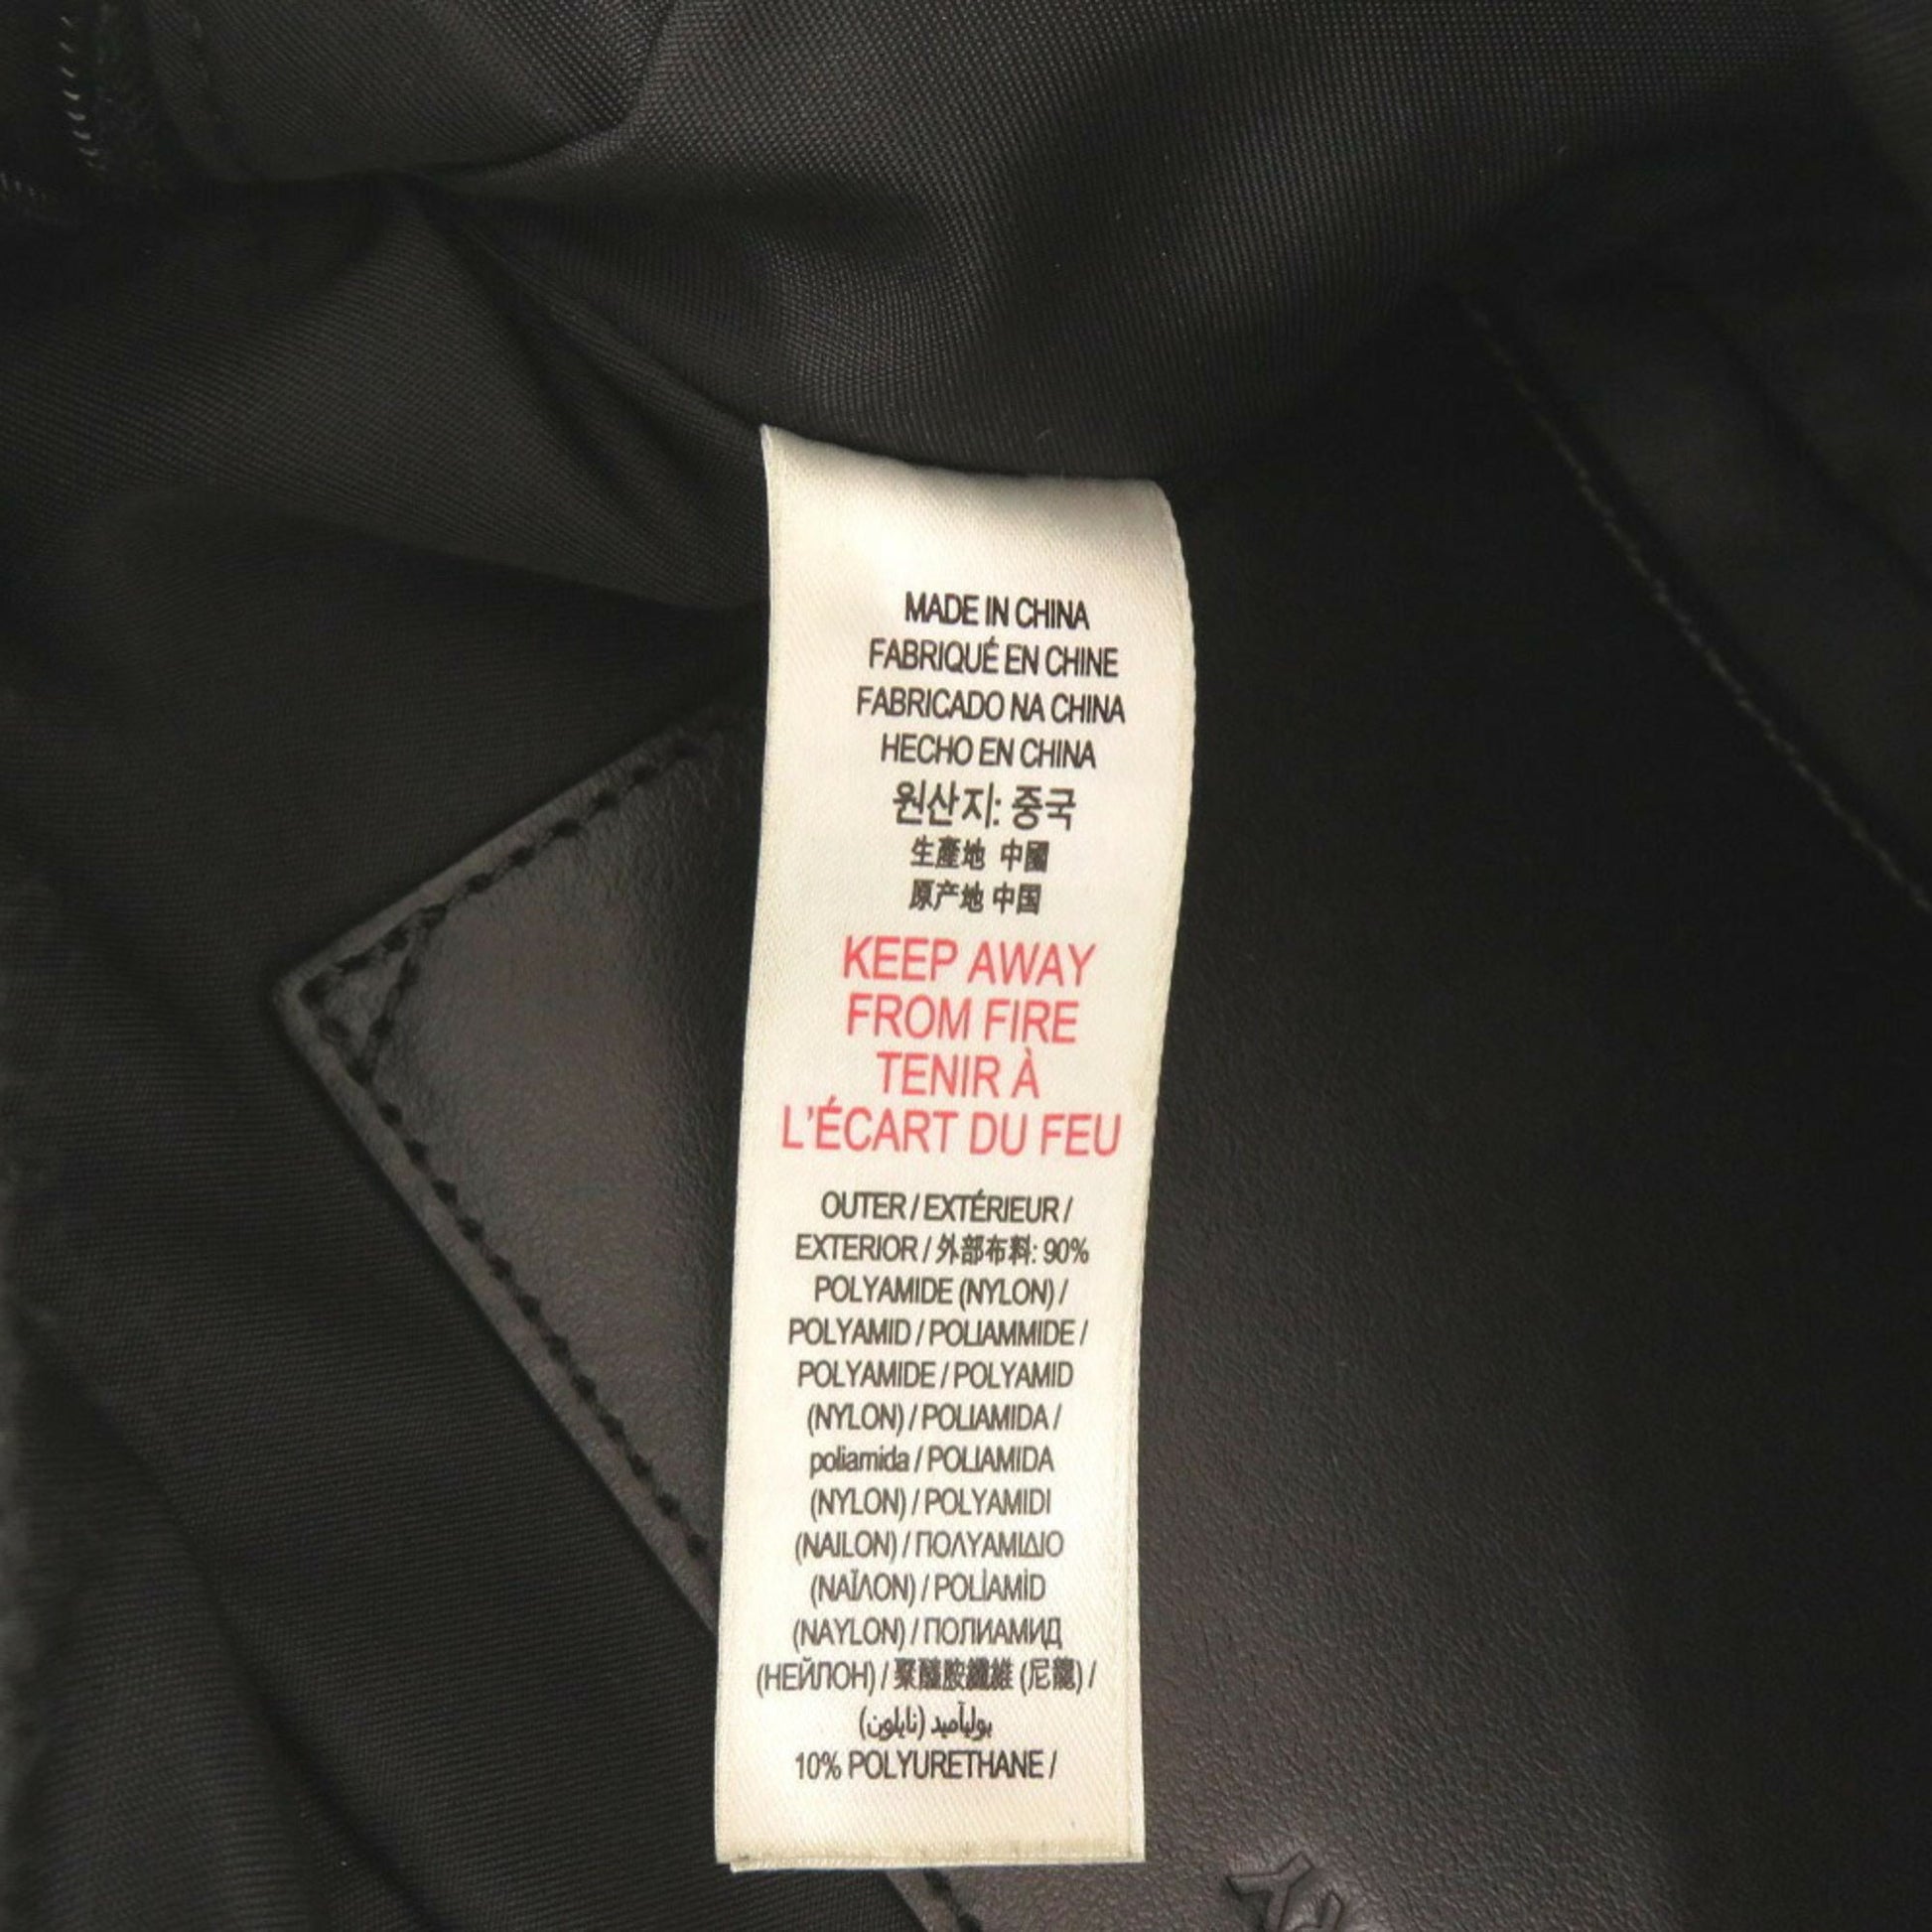 MADE IN CHINA
FABRIQUÉ EN CHINE
FABRICADO NA CHINA
HECHO EN CHINA
원산지: 중국
生產地 中國
原产地 中国
KEEP AWAY
FROM FIRE
TENIR À
L'ÉCART DU FEU
OUTER / EXTÉRIEUR /
EXTERIOR / 外部布料: 90%
POLYAMIDE (NYLON) /
POLYAMID / POLIAMMIDE /
POLYAMIDE / POLYAMID
(NYLON) / POLIAMIDA /
poliamida / POLIAMIDA
(NYLON) / POLYAMIDI
(NAILON) / ΠΟΛΥΑΜΙΔΙΟ
(ΝΑΪΛΟΝ) / POLİAMİD
(NAYLON) / ПОЛИАМИД
(НЕЙЛОН) / 聚醯胺纖維 (尼龍) /
بوليآميد (نايلون)
10% POLYURETHANE /